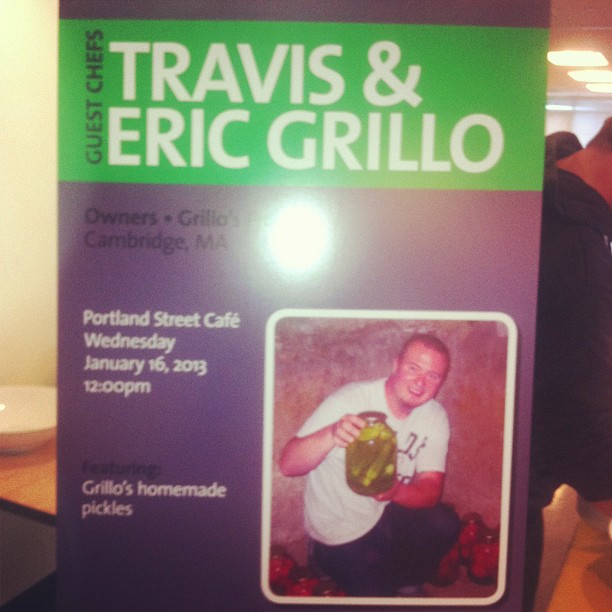 GUEST CHEFS
TRAVIS &
ERIC GRILLO
Owners • Grillo's
Cambridge, MA
Portland Street Café
Wednesday
January 16, 2013
12:00pm
Featuring:
Grillo's homemade
pickles